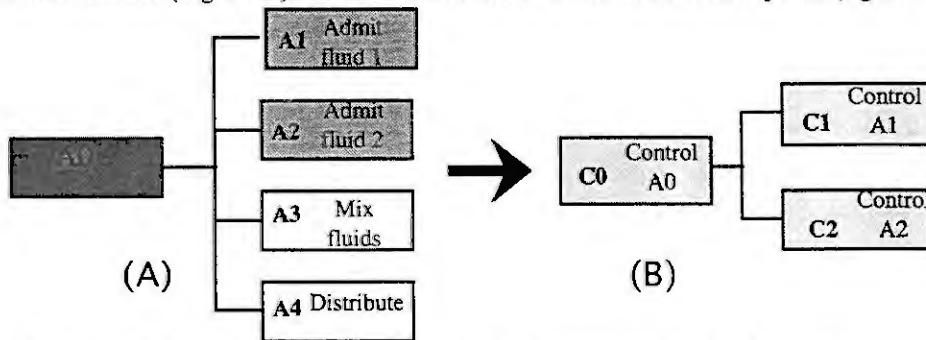 A1 Admit
fluid 1
A2 Admit
fluid 2
A0
A3 Mix
fluids
A4 Distribute
(A)
C0 Control
A0
C1 Control
A1
C2 Control
A2
(B)